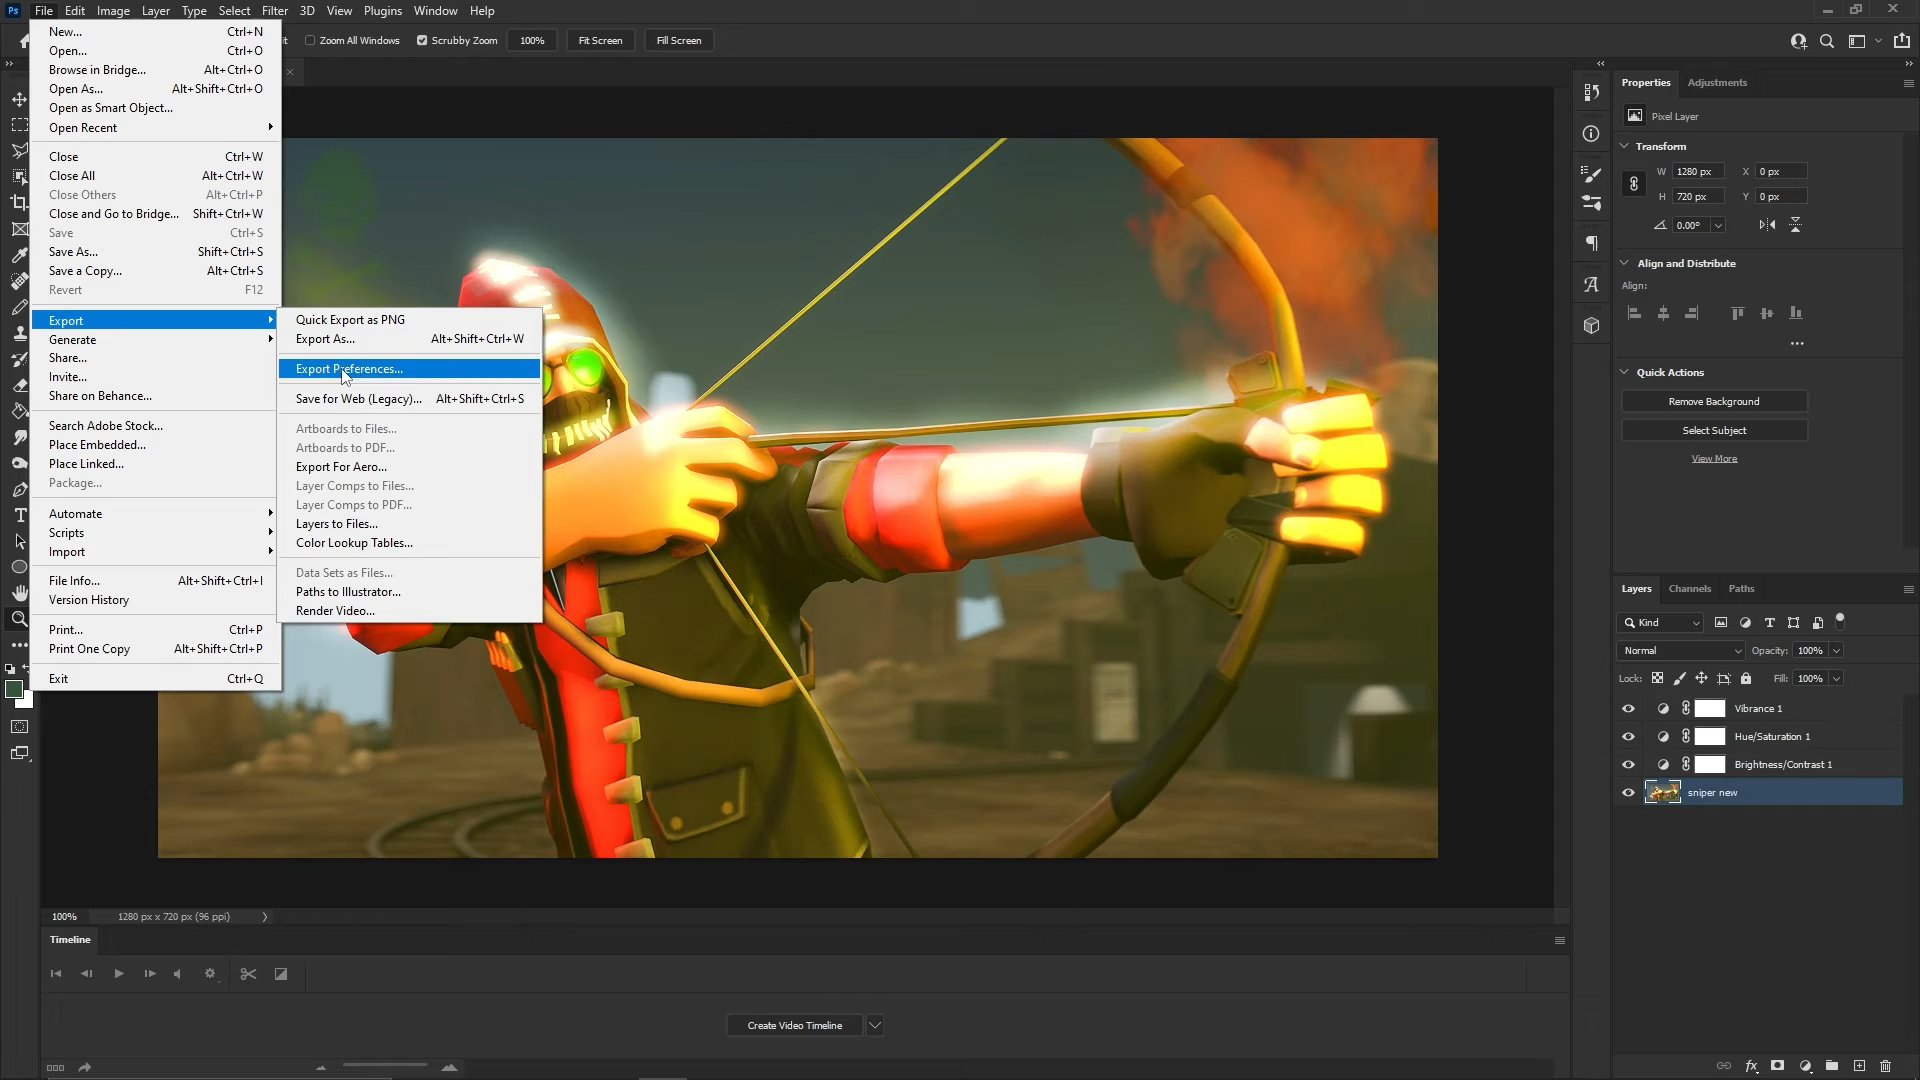 Ps File Edit Image Layer Type Select Filter 3D View Plugins Window Help
Zoom All Windows Scrubby Zoom 100% Fit Screen Fill Screen
New... Ctrl+N
Open... Ctrl+O
Browse in Bridge... Alt+Ctrl+O
Open As... Alt+Shift+Ctrl+O
Open as Smart Object...
Open Recent
Close Ctrl+W
Close All Alt+Ctrl+W
Close Others Alt+Ctrl+P
Close and Go to Bridge... Shift+Ctrl+W
Save Ctrl+S
Save As... Shift+Ctrl+S
Save a Copy... Alt+Ctrl+S
Revert F12
Export
Generate
Share...
Invite...
Share on Behance...
Search Adobe Stock...
Place Embedded...
Place Linked...
Package...
Automate
Scripts
Import
File Info... Alt+Shift+Ctrl+I
Version History
Print... Ctrl+P
Print One Copy Alt+Shift+Ctrl+P
Exit Ctrl+Q
Quick Export as PNG
Export As... Alt+Shift+Ctrl+W
Export Preferences...
Save for Web (Legacy)... Alt+Shift+Ctrl+S
Artboards to Files...
Artboards to PDF...
Export For Aero...
Layer Comps to Files...
Layer Comps to PDF...
Layers to Files...
Color Lookup Tables...
Data Sets as Files...
Paths to Illustrator...
Render Video...
Properties Adjustments
Pixel Layer
Transform
W 1280 px X 0 px
H 720 px Y 0 px
0.00°
Align and Distribute
Align:
Quick Actions
Remove Background
Select Subject
View More
Layers Channels Paths
Kind
Normal Opacity: 100%
Lock: Fill: 100%
Vibrance 1
Hue/Saturation 1
Brightness/Contrast 1
sniper new
100% 1280 px x 720 px (96 ppi)
Timeline
Create Video Timeline